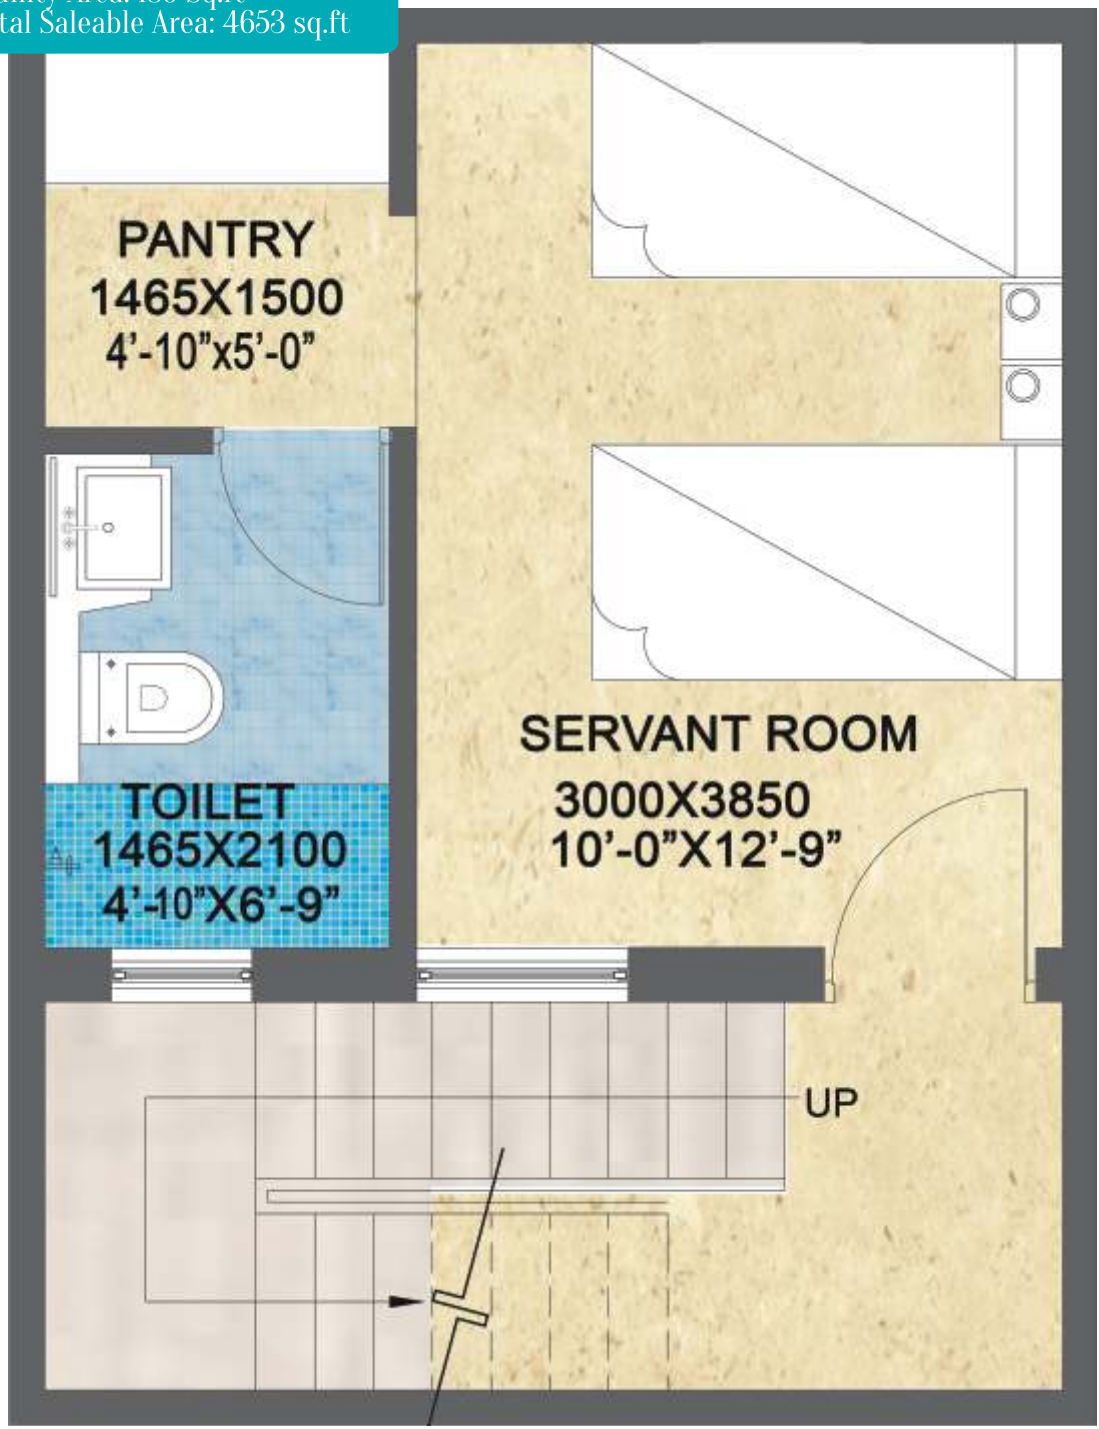 tal Saleable Area: 4653 sq.ft
PANTRY
1465X1500
4’-10”x5’-0”
SERVANT ROOM
3000X3850
10’-0”X12’-9”
TOILET
1465X2100
4’-10”X6’-9”
UP